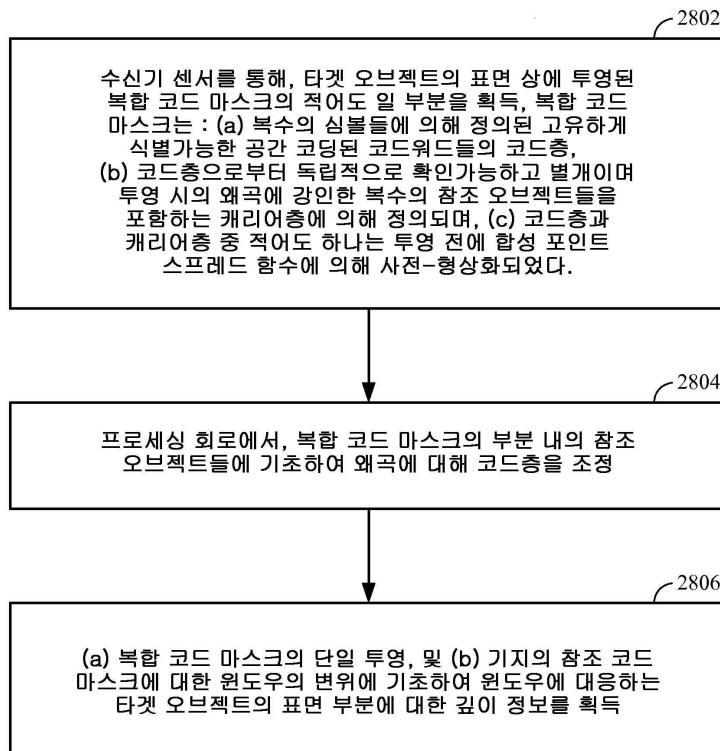 2802
수신기 센서를 통해, 타겟 오브젝트의 표면 상에 투영된
복합 코드 마스크의 적어도 일 부분을 획득, 복합 코드
마스크는 : (a) 복수의 심볼들에 의해 정의된 고유하게
식별가능한 공간 코딩된 코드워드들의 코드층,
(b) 코드층으로부터 독립적으로 확인가능하고 별개이며
투영 시의 왜곡에 강인한 복수의 참조 오브젝트들을
포함하는 캐리어층에 의해 정의되며, (c) 코드층과
캐리어층 중 적어도 하나는 투영 전에 합성 포인트
스프레드 함수에 의해 사전-형상화되었다.
2804
프로세싱 회로에서, 복합 코드 마스크의 부분 내의 참조
오브젝트들에 기초하여 왜곡에 대해 코드층을 조정
2806
(a) 복합 코드 마스크의 단일 투영, 및 (b) 기지의 참조 코드
마스크에 대한 윈도우의 변위에 기초하여 윈도우에 대응하는
타겟 오브젝트의 표면 부분에 대한 깊이 정보를 획득